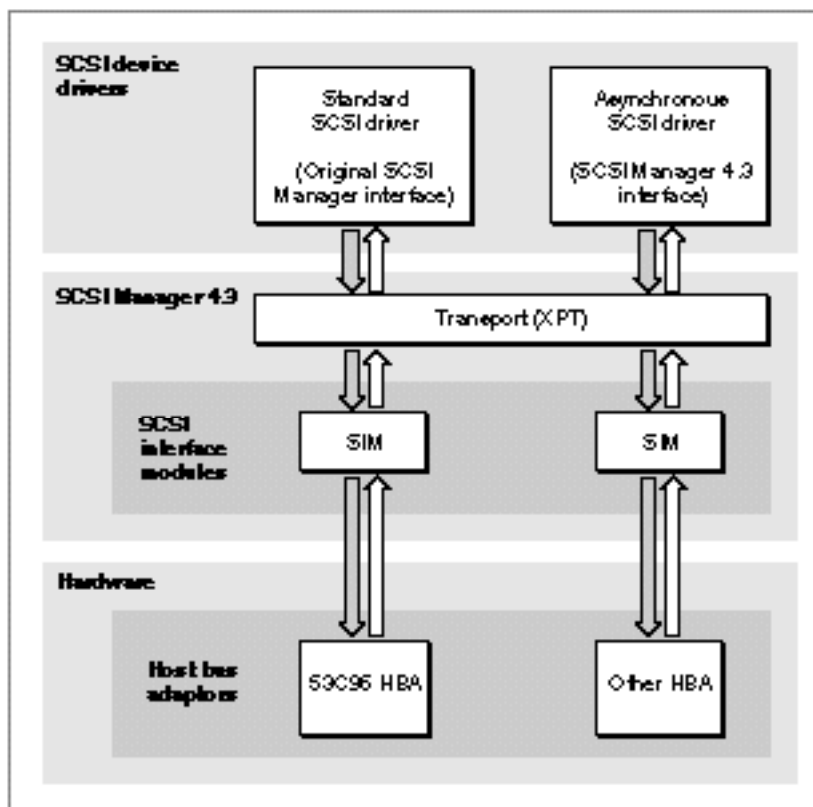 SCSI device
drivers
Standard
SCSI driver
(Original SCSI
Manager interface)
Asynchronous
SCSI driver
(SCSI Manager 4.3
interface)
SCSI Manager 4.3
Transport (XPT)
SCSI
interface
modules
SIM
SIM
Hardware
Host bus
adaptors
53C96 HBA
Other HBA